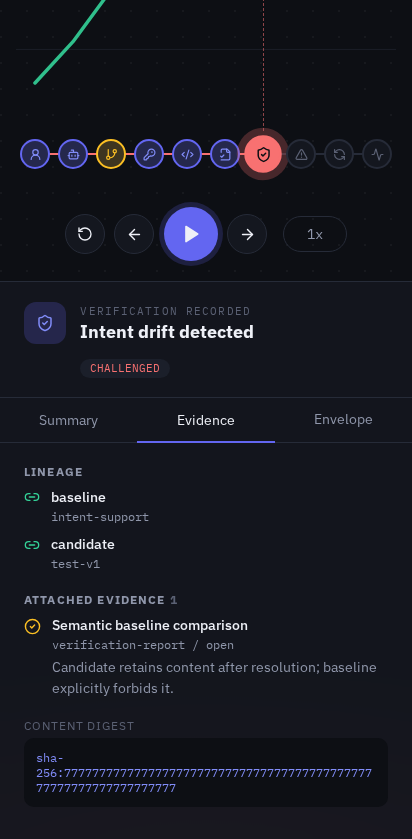 1x
VERIFICATION RECORDED
Intent drift detected
CHALLENGED
Summary
Evidence
Envelope
LINEAGE
baseline
intent-support
candidate
test-v1
ATTACHED EVIDENCE 1
Semantic baseline comparison
verification-report / open
Candidate retains content after resolution; baseline
explicitly forbids it.
CONTENT DIGEST
sha-
256:77777777777777777777777777777777777777777777
77777777777777777777